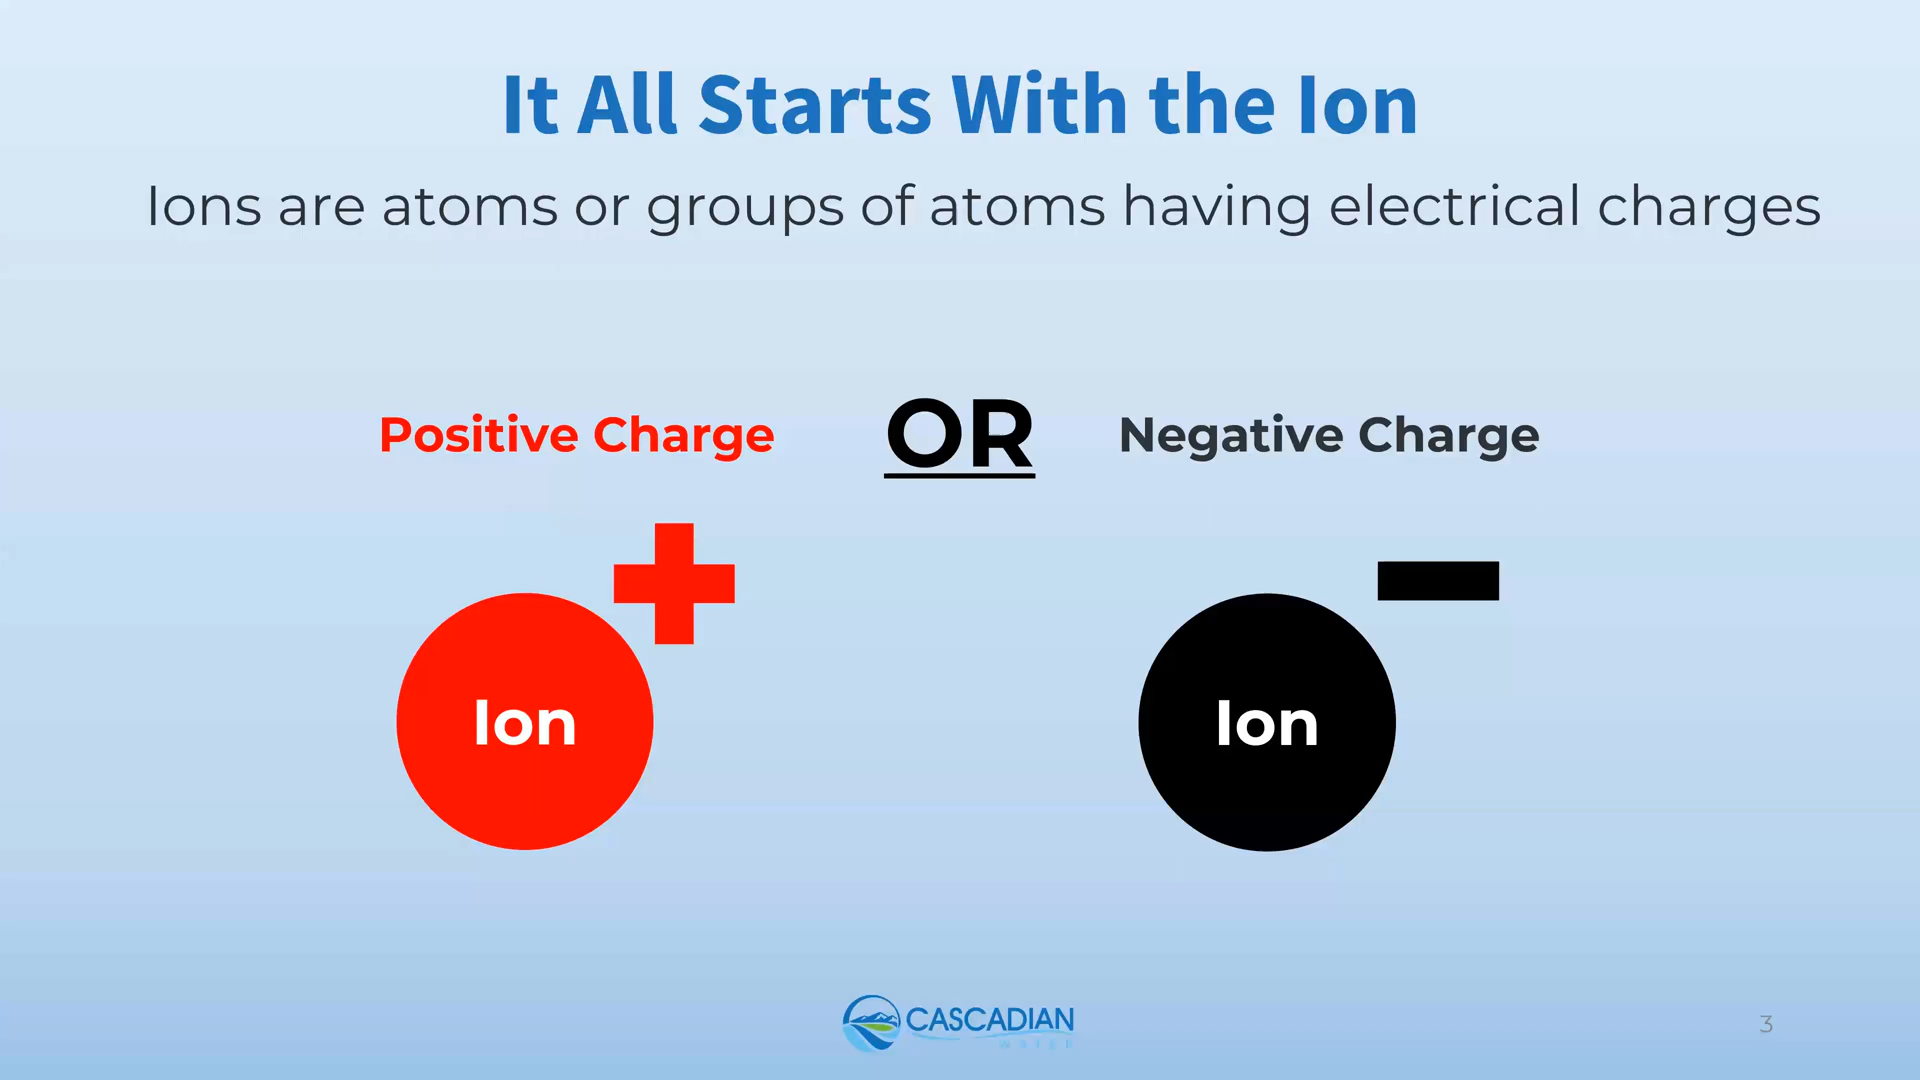 It All Starts With the Ion
Ions are atoms or groups of atoms having electrical charges
Positive Charge
OR
Negative Charge
Ion
Ion
CASCADIAN
WATER
3